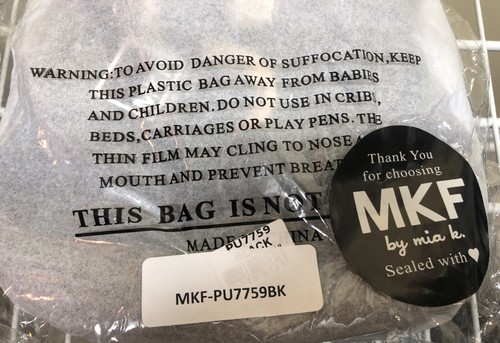 WARNING:TO AVOID DANGER OF SUFFOCATION,KEEP
THIS PLASTIC BAG AWAY FROM BABIES
AND CHILDREN. DO NOT USE IN CRIBS,
BEDS,CARRIAGES OR PLAY PENS. THE
THIN FILM MAY CLING TO NOSE
MOUTH AND PREVENT
THIS BAG IS NOT
PU7759
MKF-PU7759BK
Thank You
for choosing
MKF
by mia k.
Sealed with